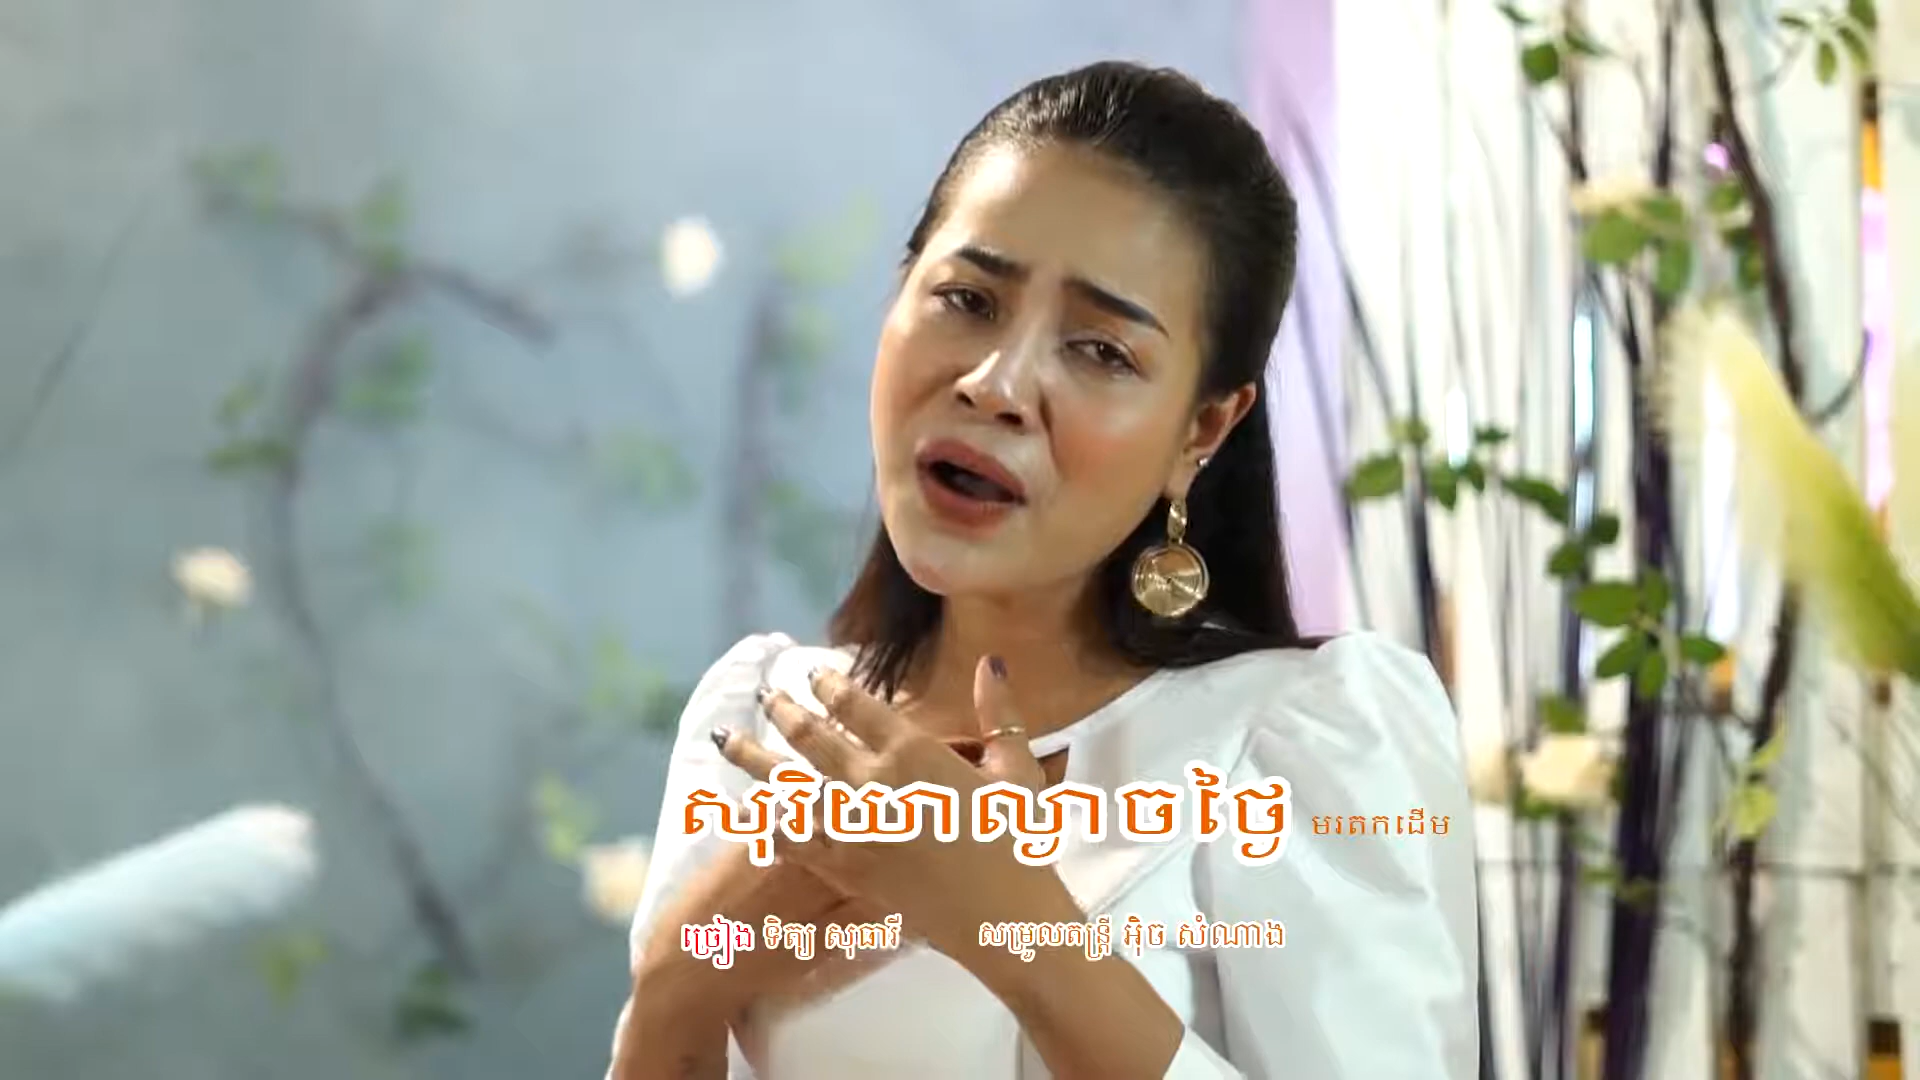 សុរិយាល្ងាចថ្ងៃ មរតកដើម
ច្រៀង ទិត្យ សុធារី សម្រួលតន្ត្រី អ៊ិច សំណាង